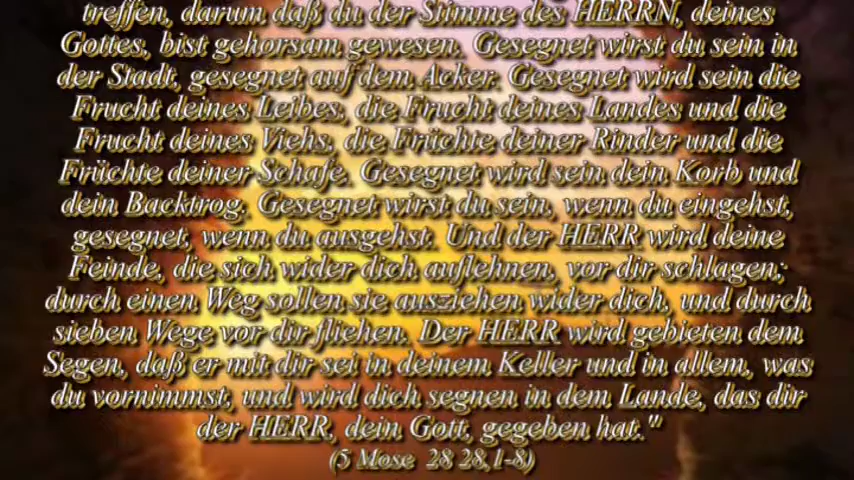 treffen, darum daß du der Stimme des HERRN, deines
Gottes, bist gehorsam gewesen. Gesegnet wirst du sein in
der Stadt, gesegnet auf dem Acker. Gesegnet wird sein die
Frucht deines Leibes, die Frucht deines Landes und die
Frucht deines Viehs, die Früchte deiner Rinder und die
Früchte deiner Schafe. Gesegnet wird sein dein Korb und
dein Backtrog. Gesegnet wirst du sein, wenn du eingehst,
gesegnet, wenn du ausgehst. Und der HERR wird deine
Feinde, die sich wider dich auflehnen, vor dir schlagen;
durch einen Weg sollen sie ausziehen wider dich, und durch
sieben Wege vor dir fliehen. Der HERR wird gebieten dem
Segen, daß er mit dir sei in deinem Keller und in allem, was
du vornimmst, und wird dich segnen in dem Lande, das dir
der HERR, dein Gott, gegeben hat."
(5 Mose 28 28,1-8)